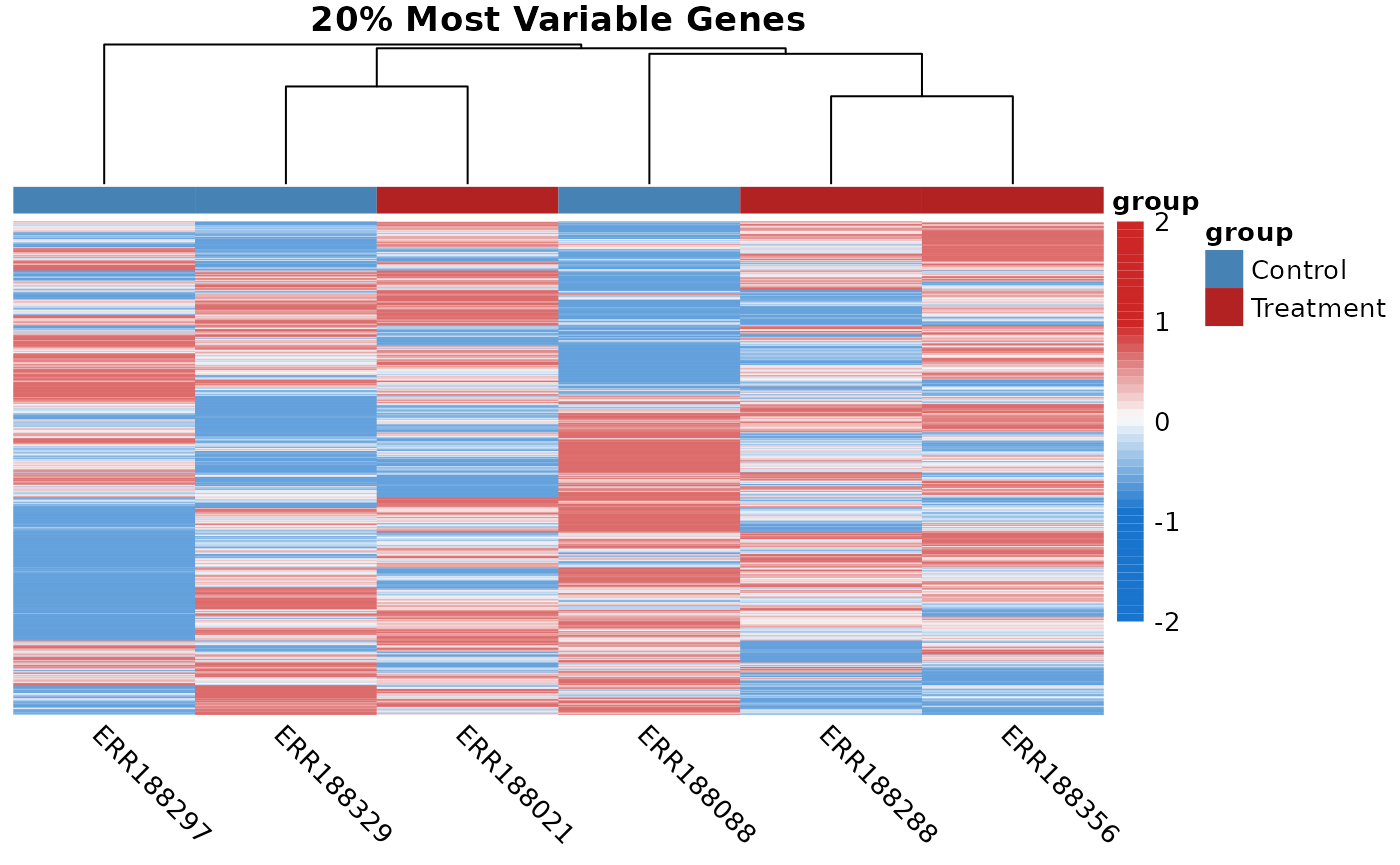 20% Most Variable Genes
group
2
1
0
-1
-2
group
Control
Treatment
ERR188297
ERR188329
ERR188021
ERR188088
ERR188288
ERR188356